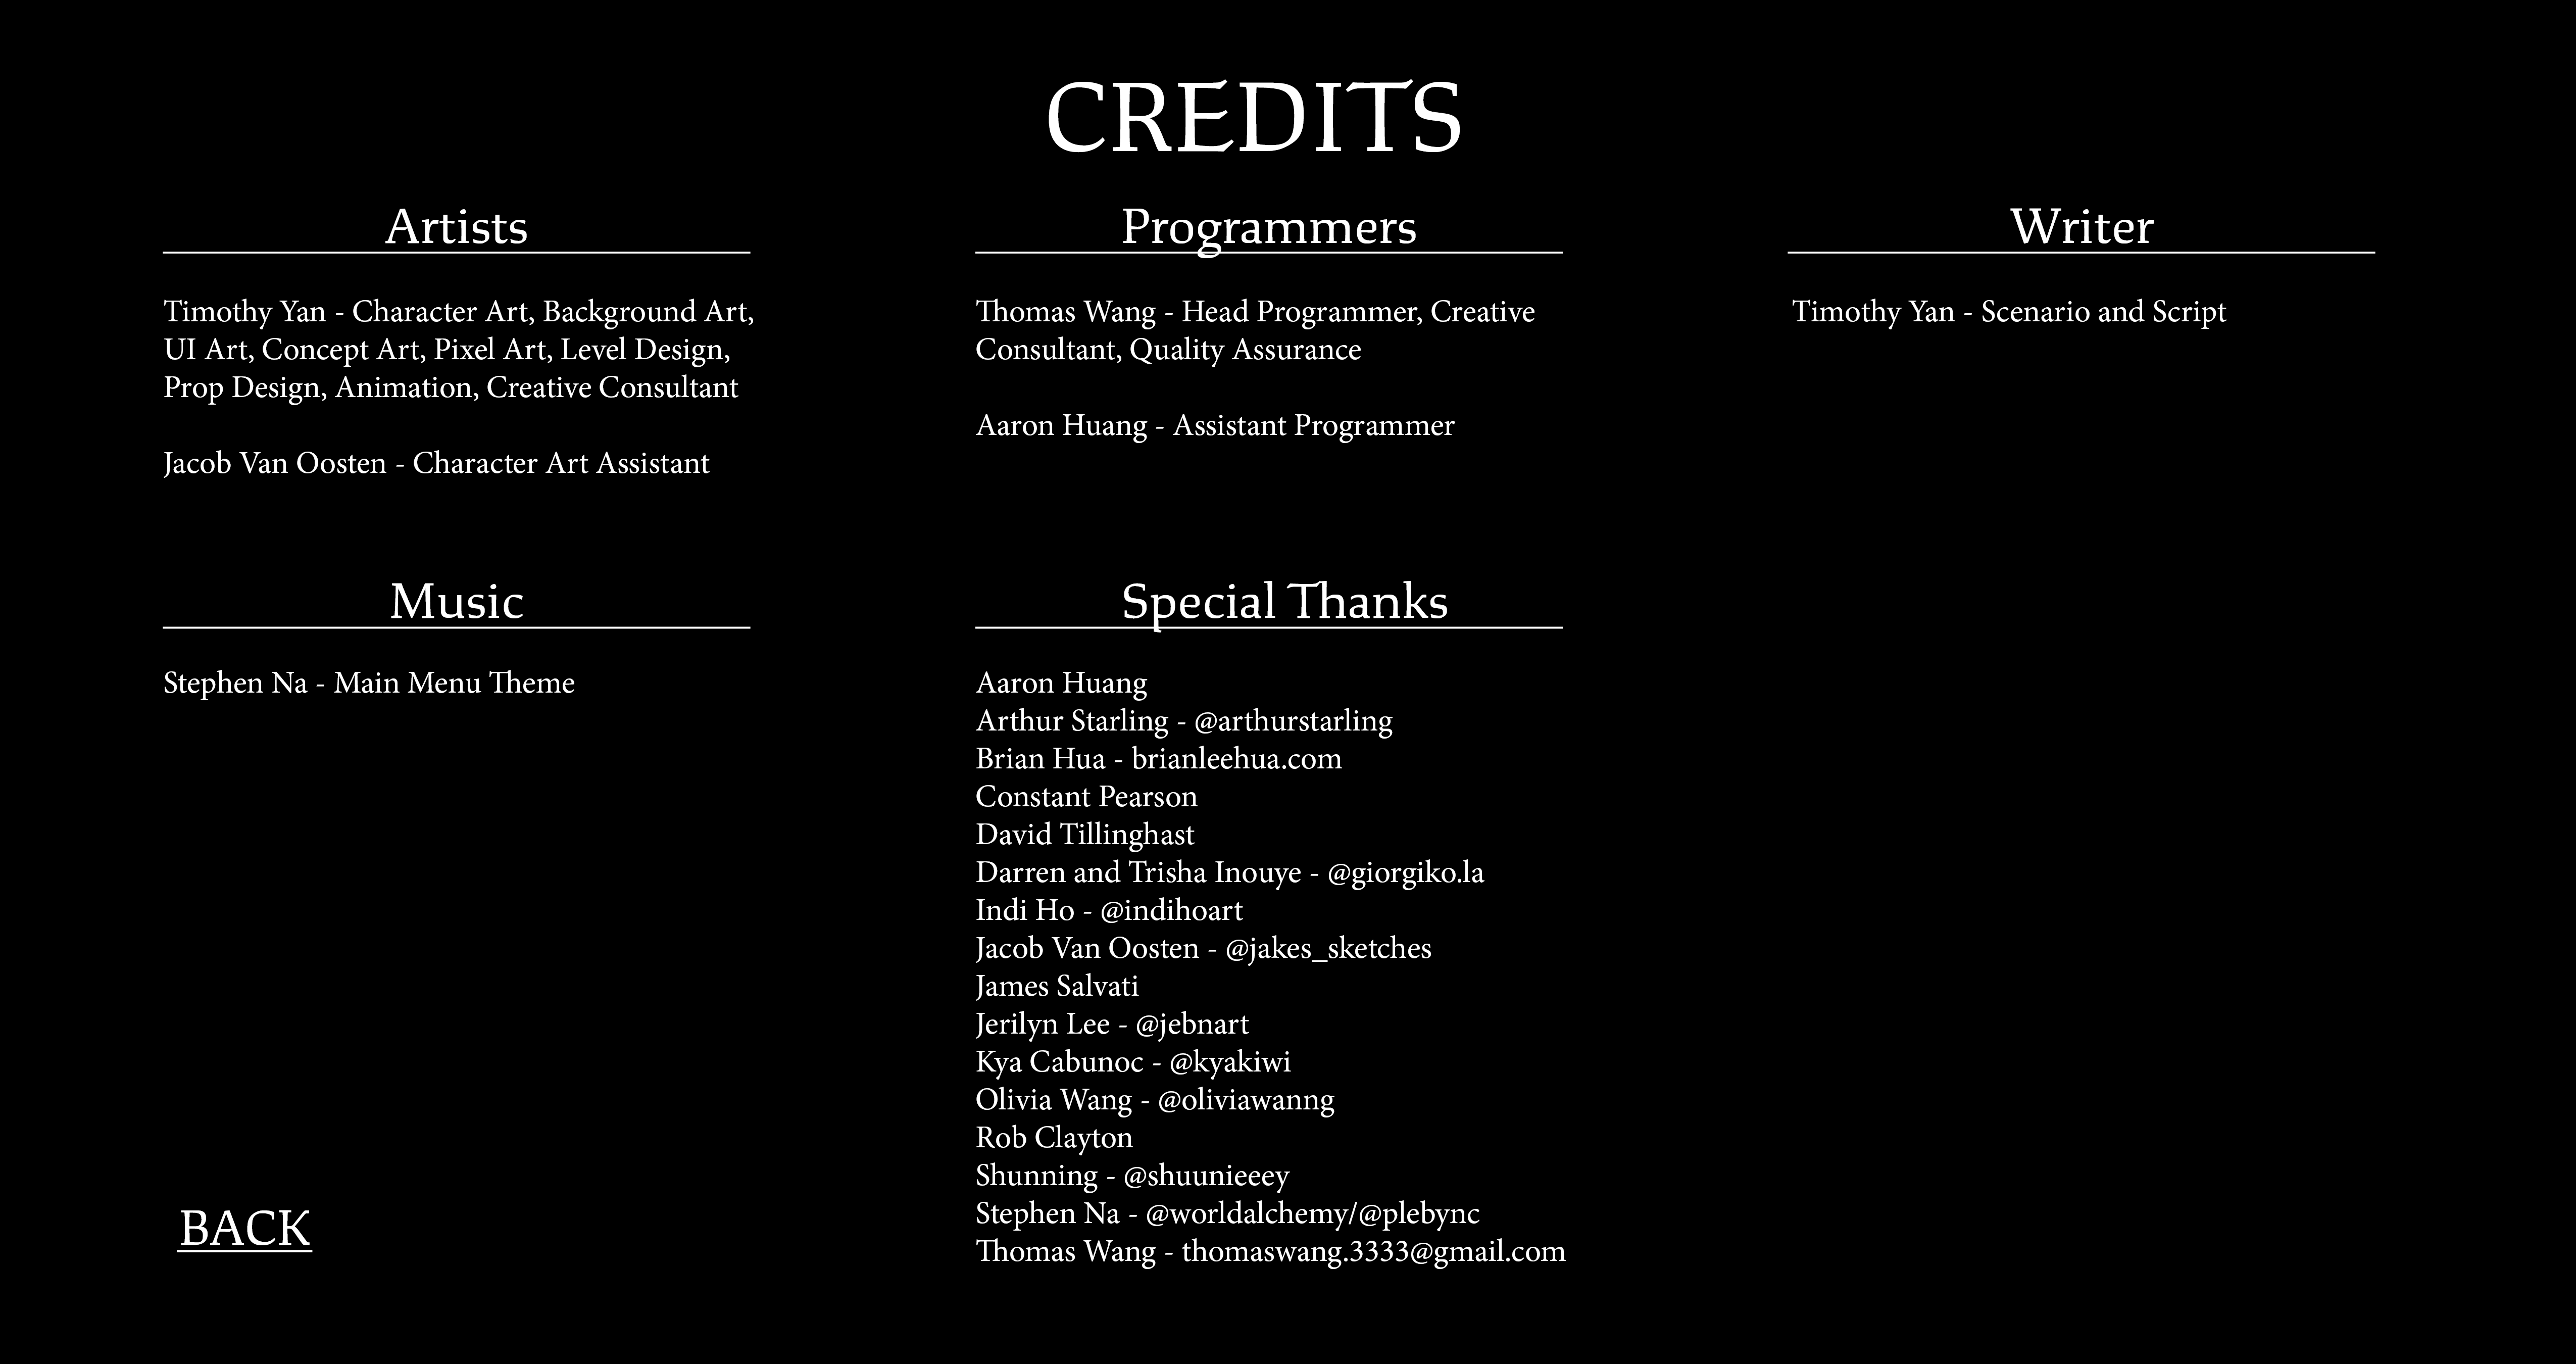 CREDITS
Artists
Timothy Yan - Character Art, Background Art,
UI Art, Concept Art, Pixel Art, Level Design,
Prop Design, Animation, Creative Consultant
Jacob Van Oosten - Character Art Assistant
Programmers
Thomas Wang - Head Programmer, Creative
Consultant, Quality Assurance
Aaron Huang - Assistant Programmer
Writer
Timothy Yan - Scenario and Script
Music
Stephen Na - Main Menu Theme
Special Thanks
Aaron Huang
Arthur Starling - @arthurstarling
Brian Hua - brianleehua.com
Constant Pearson
David Tillinghast
Darren and Trisha Inouye - @giorgiko.la
Indi Ho - @indihoart
Jacob Van Oosten - @jakes_sketches
James Salvati
Jerilyn Lee - @jebnart
Kya Cabunoc - @kyakiwi
Olivia Wang - @oliviawanng
Rob Clayton
Shunning - @shuunieeey
Stephen Na - @worldalchemy/@plebync
Thomas Wang - thomaswang.3333@gmail.com
BACK